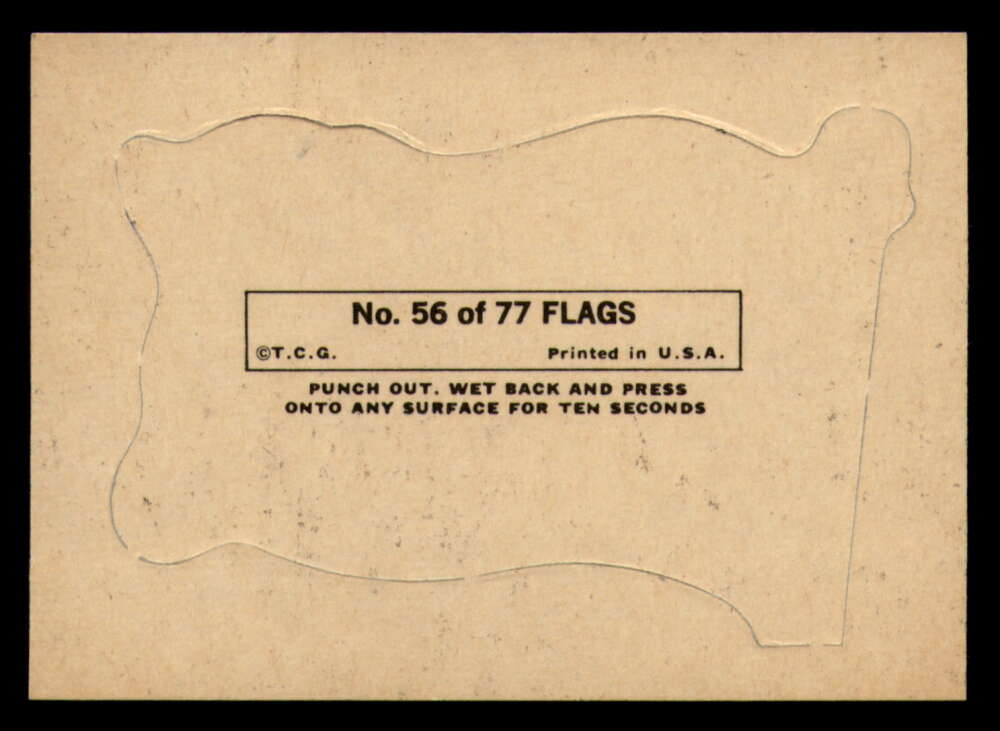 No. 56 of 77 FLAGS
©T.C.G. Printed in U.S.A.
PUNCH OUT, WET BACK AND PRESS
ONTO ANY SURFACE FOR TEN SECONDS